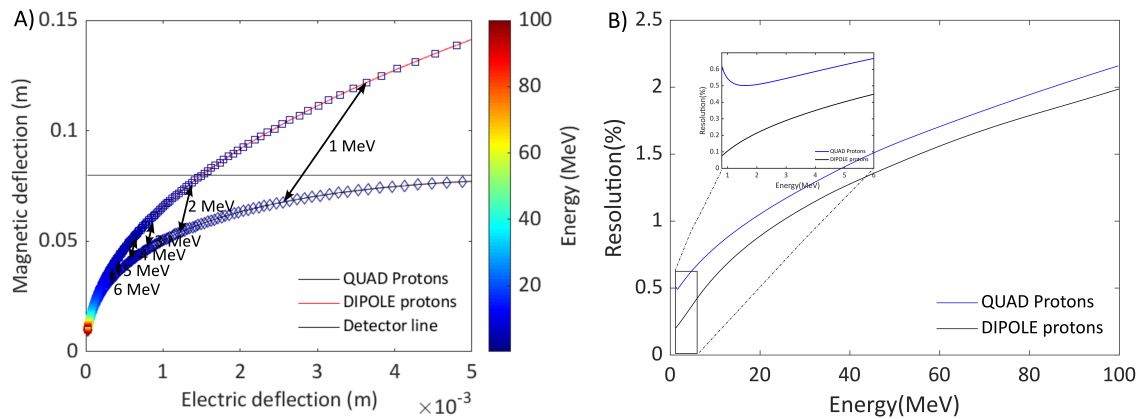 A)
Magnetic deflection (m)
0.15
0.1
0.05
0
1 MeV
2 MeV
3 MeV
4 MeV
5 MeV
6 MeV
QUAD Protons
DIPOLE protons
Detector line
0 1 2 3 4 5
Electric deflection (m)
×10⁻³
100
80
60
40
20
Energy (MeV)
B)
Resolution(%)
2.5
2
1.5
1
0.5
0
Resolution(%)
0.6
0.5
0.4
0.3
0.2
0.1
0
QUAD Protons
DIPOLE protons
1 2 3 4 5 6
Energy(MeV)
QUAD Protons
DIPOLE protons
0 20 40 60 80 100
Energy(MeV)